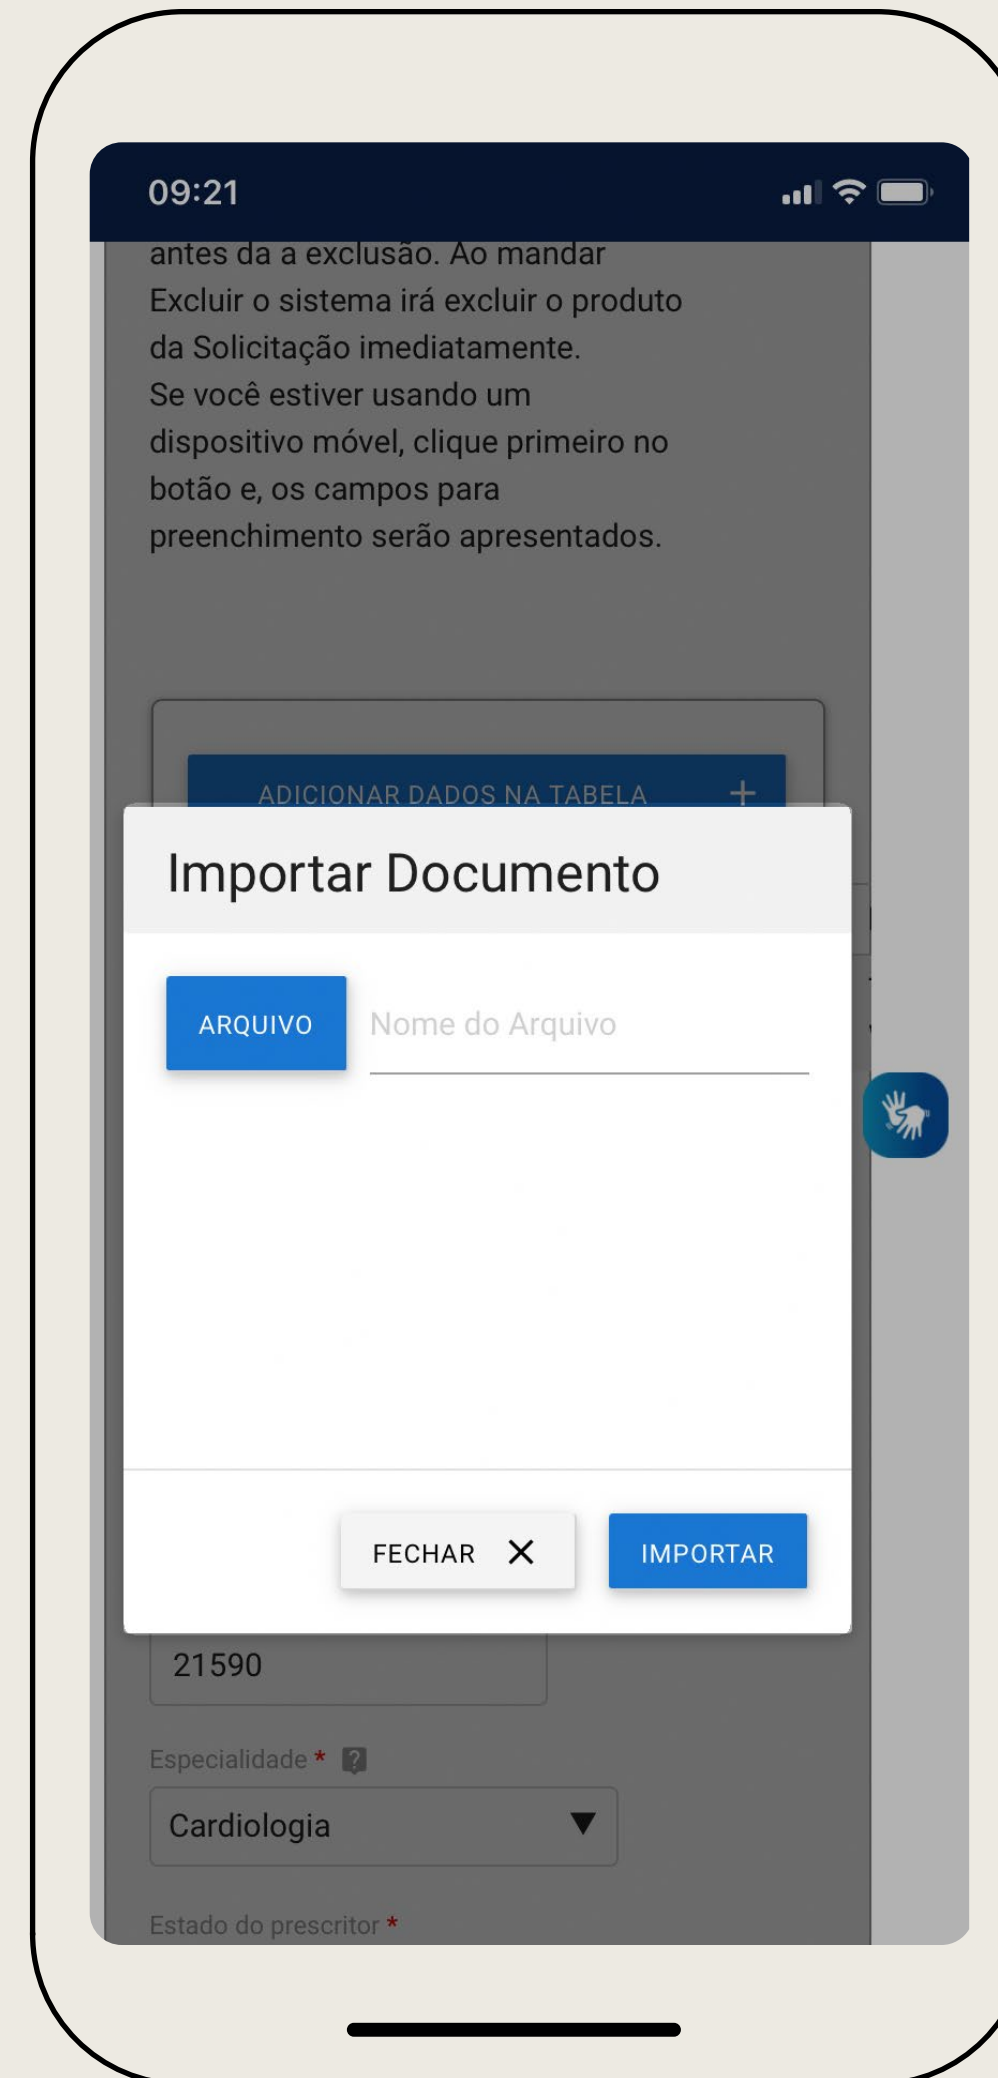 09:21
antes da a exclusão. Ao mandar
Excluir o sistema irá excluir o produto
da Solicitação imediatamente.
Se você estiver usando um
dispositivo móvel, clique primeiro no
botão e, os campos para
preenchimento serão apresentados.
ADICIONAR DADOS NA TABELA +
Importar Documento
ARQUIVO Nome do Arquivo
FECHAR IMPORTAR
21590
Especialidade *
Cardiologia
Estado do prescritor *